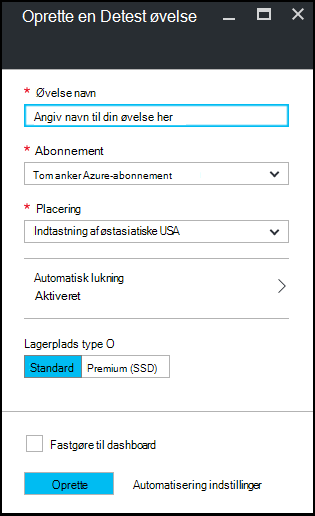 Oprette en Detest øvelse
* Øvelse navn
Angiv navn til din øvelse her
* Abonnement
Tom anker Azure-abonnement
* Placering
Indtastning af østasiatiske USA
Automatisk lukning
Aktiveret
Lagerplads type O
Standard Premium (SSD)
Fastgøre til dashboard
Oprette Automatisering indstillinger